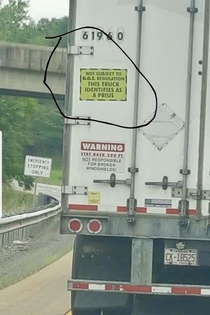 61960
NOT SUBJECT TO
D.O.T. REGULATION
THIS TRUCK
IDENTIFIES AS
A PRIUS
EMERGENCY
STOPPING
ONLY
WARNING
STAY BACK 200 FT.
NOT RESPONSIBLE
FOR BROKEN
WINDSHIELDS!